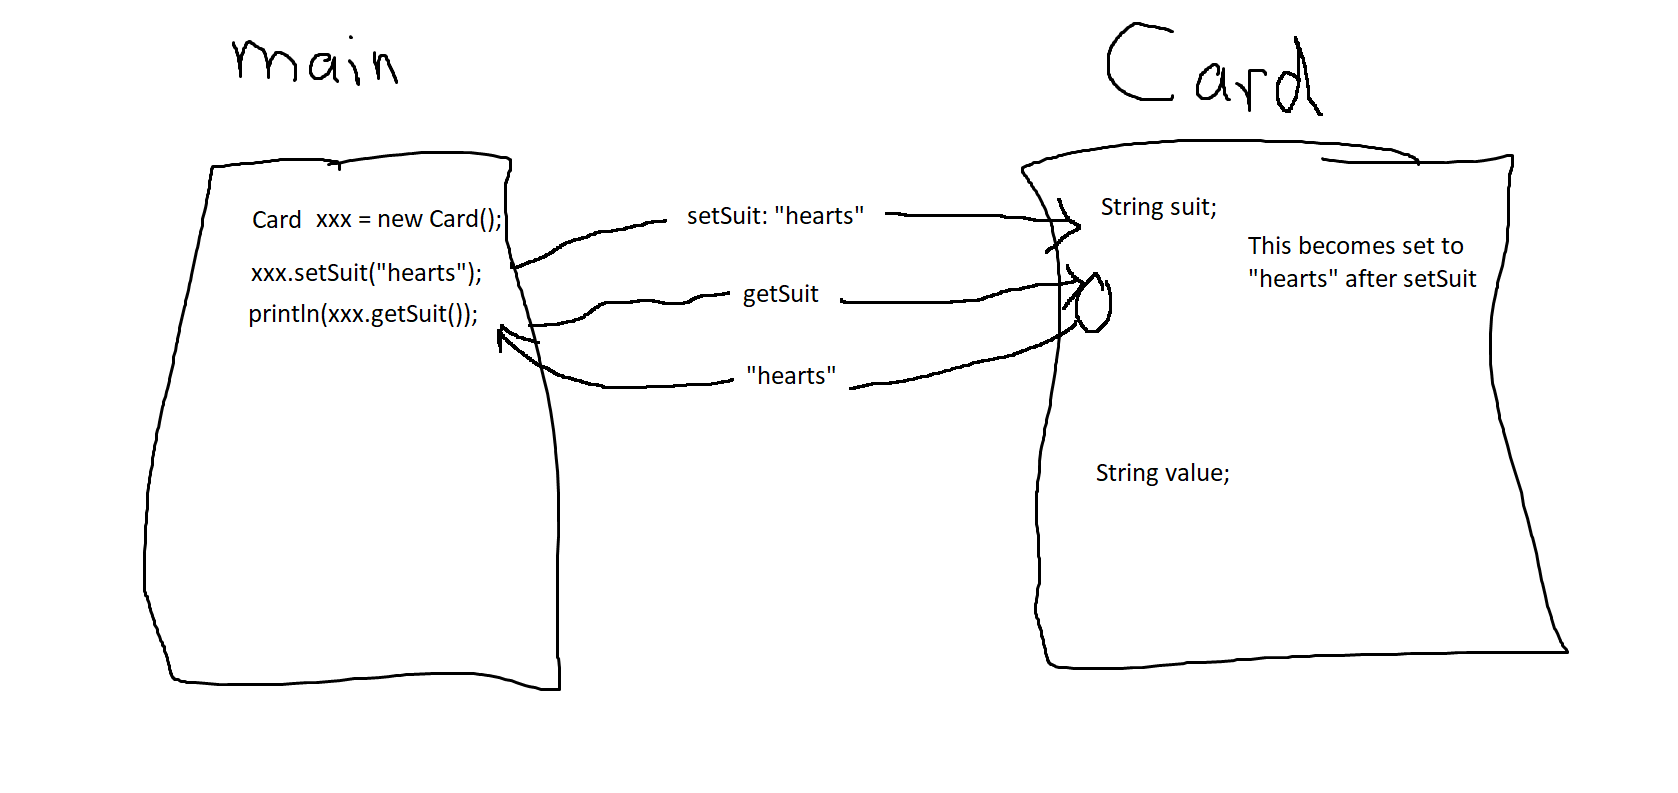 main
Card
Card xxx = new Card();
xxx.setSuit("hearts");
println(xxx.getSuit());
setSuit: "hearts"
getSuit
"hearts"
String suit;
This becomes set to
"hearts" after setSuit
String value;